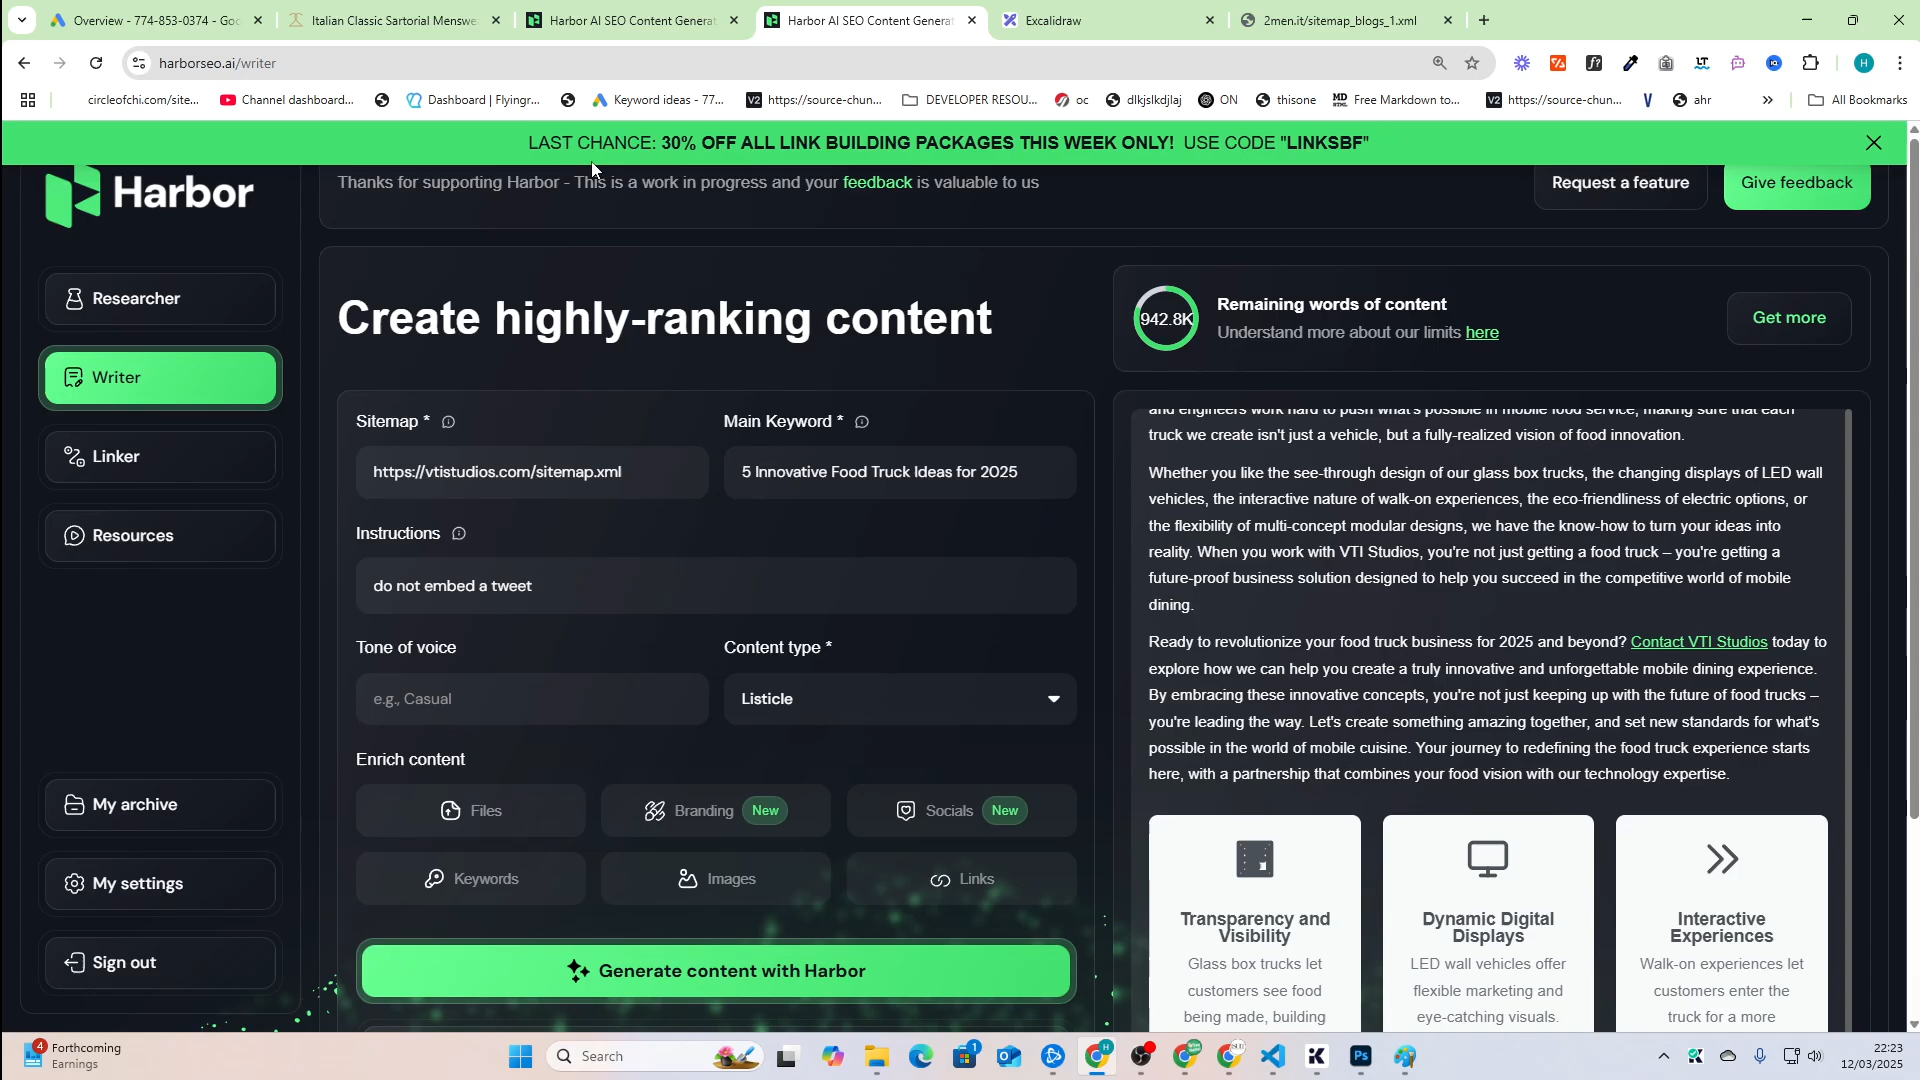 Overview - 774-853-0374 - Goo
Italian Classic Sartorial Menswe
Harbor AI SEO Content Generat
Harbor AI SEO Content Generat
Excalidraw
2men.it/sitemap_blogs_1.xml
harborseo.ai/writer
circleofchi.com/site...
Channel dashboard...
Dashboard | Flyingr...
Keyword ideas - 77...
https://source-chun...
DEVELOPER RESOU...
oc
dlkjslkdjlaj
ON
thisone
Free Markdown to...
https://source-chun...
ahr
All Bookmarks
LAST CHANCE: 30% OFF ALL LINK BUILDING PACKAGES THIS WEEK ONLY! USE CODE "LINKSBF"
Harbor
Thanks for supporting Harbor - This is a work in progress and your feedback is valuable to us
Request a feature
Give feedback
Researcher
Writer
Linker
Resources
My archive
My settings
Sign out
Create highly-ranking content
942.8K
Remaining words of content
Understand more about our limits here
Get more
Sitemap *
Main Keyword *
https://vtistudios.com/sitemap.xml
5 Innovative Food Truck Ideas for 2025
Instructions
do not embed a tweet
Tone of voice
Content type *
e.g., Casual
Listicle
Enrich content
Files
Branding New
Socials New
Keywords
Images
Links
Generate content with Harbor
and engineers work hard to push what's possible in mobile food service, making sure that each
truck we create isn't just a vehicle, but a fully-realized vision of food innovation.
Whether you like the see-through design of our glass box trucks, the changing displays of LED wall
vehicles, the interactive nature of walk-on experiences, the eco-friendliness of electric options, or
the flexibility of multi-concept modular designs, we have the know-how to turn your ideas into
reality. When you work with VTI Studios, you're not just getting a food truck – you're getting a
future-proof business solution designed to help you succeed in the competitive world of mobile
dining.
Ready to revolutionize your food truck business for 2025 and beyond? Contact VTI Studios today to
explore how we can help you create a truly innovative and unforgettable mobile dining experience.
By embracing these innovative concepts, you're not just keeping up with the future of food trucks –
you're leading the way. Let's create something amazing together, and set new standards for what's
possible in the world of mobile cuisine. Your journey to redefining the food truck experience starts
here, with a partnership that combines your food vision with our technology expertise.
Transparency and
Visibility
Glass box trucks let
customers see food
being made, building
Dynamic Digital
Displays
LED wall vehicles offer
flexible marketing and
eye-catching visuals.
Interactive
Experiences
Walk-on experiences let
customers enter the
truck for a more
4
Forthcoming
Earnings
Search
22:23
12/03/2025